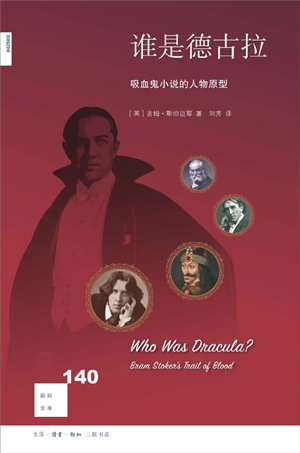 谁是德古拉
吸血鬼小说的人物原型
[英] 吉姆·斯坦迈耶 著 刘芳 译
Who Was Dracula?
Bram Stoker's Trail of Blood
140
新知
文库
生活·讀書·新知 三联书店